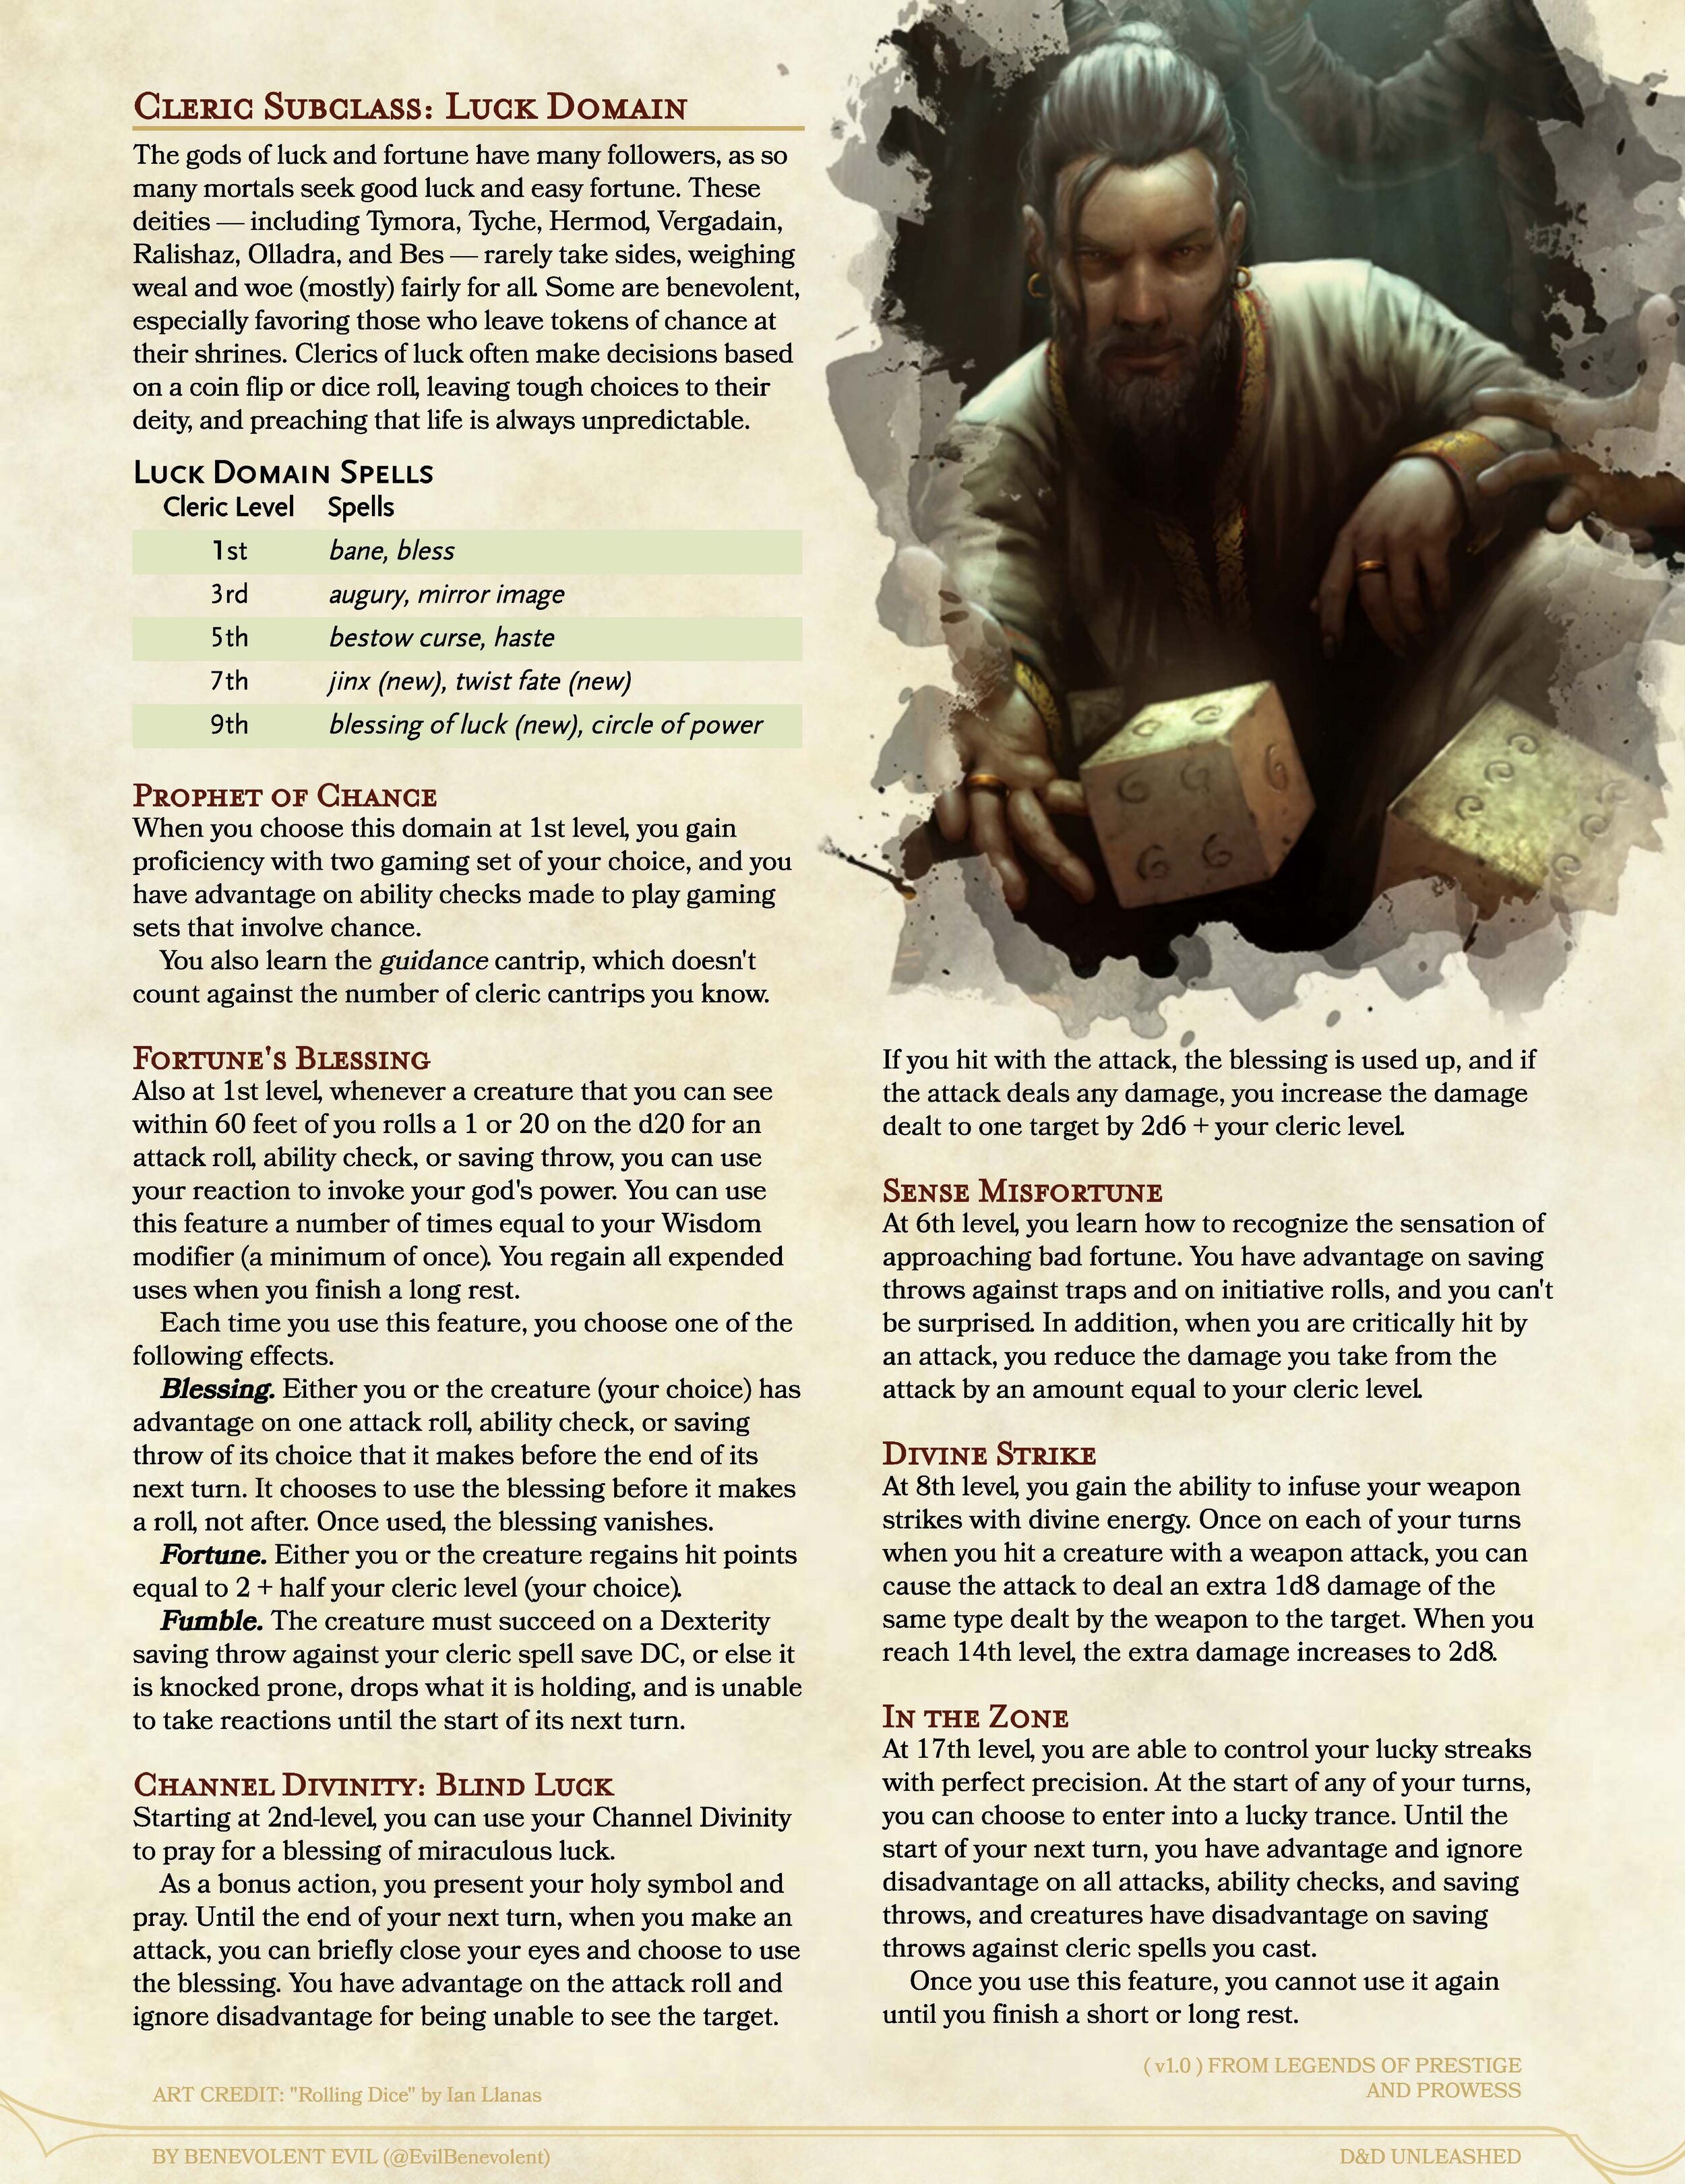 Cleric Subclass: Luck Domain
The gods of luck and fortune have many followers, as so
many mortals seek good luck and easy fortune. These
deities — including Tymora, Tyche, Hermod, Vergadain,
Ralishaz, Olladra, and Bes — rarely take sides, weighing
weal and woe (mostly) fairly for all. Some are benevolent,
especially favoring those who leave tokens of chance at
their shrines. Clerics of luck often make decisions based
on a coin flip or dice roll, leaving tough choices to their
deity, and preaching that life is always unpredictable.
Luck Domain Spells
Cleric Level Spells
1st bane, bless
3rd augury, mirror image
5th bestow curse, haste
7th jinx (new), twist fate (new)
9th blessing of luck (new), circle of power
Prophet of Chance
When you choose this domain at 1st level, you gain
proficiency with two gaming set of your choice, and you
have advantage on ability checks made to play gaming
sets that involve chance.
You also learn the guidance cantrip, which doesn't
count against the number of cleric cantrips you know.
Fortune's Blessing
Also at 1st level, whenever a creature that you can see
within 60 feet of you rolls a 1 or 20 on the d20 for an
attack roll, ability check, or saving throw, you can use
your reaction to invoke your god's power. You can use
this feature a number of times equal to your Wisdom
modifier (a minimum of once). You regain all expended
uses when you finish a long rest.
Each time you use this feature, you choose one of the
following effects.
Blessing. Either you or the creature (your choice) has
advantage on one attack roll, ability check, or saving
throw of its choice that it makes before the end of its
next turn. It chooses to use the blessing before it makes
a roll, not after. Once used, the blessing vanishes.
Fortune. Either you or the creature regains hit points
equal to 2 + half your cleric level (your choice).
Fumble. The creature must succeed on a Dexterity
saving throw against your cleric spell save DC, or else it
is knocked prone, drops what it is holding, and is unable
to take reactions until the start of its next turn.
Channel Divinity: Blind Luck
Starting at 2nd-level, you can use your Channel Divinity
to pray for a blessing of miraculous luck.
As a bonus action, you present your holy symbol and
pray. Until the end of your next turn, when you make an
attack, you can briefly close your eyes and choose to use
the blessing. You have advantage on the attack roll and
ignore disadvantage for being unable to see the target.
If you hit with the attack, the blessing is used up, and if
the attack deals any damage, you increase the damage
dealt to one target by 2d6 + your cleric level.
Sense Misfortune
At 6th level, you learn how to recognize the sensation of
approaching bad fortune. You have advantage on saving
throws against traps and on initiative rolls, and you can't
be surprised. In addition, when you are critically hit by
an attack, you reduce the damage you take from the
attack by an amount equal to your cleric level.
Divine Strike
At 8th level, you gain the ability to infuse your weapon
strikes with divine energy. Once on each of your turns
when you hit a creature with a weapon attack, you can
cause the attack to deal an extra 1d8 damage of the
same type dealt by the weapon to the target. When you
reach 14th level, the extra damage increases to 2d8.
In the Zone
At 17th level, you are able to control your lucky streaks
with perfect precision. At the start of any of your turns,
you can choose to enter into a lucky trance. Until the
start of your next turn, you have advantage and ignore
disadvantage on all attacks, ability checks, and saving
throws, and creatures have disadvantage on saving
throws against cleric spells you cast.
Once you use this feature, you cannot use it again
until you finish a short or long rest.
( v1.0 ) FROM LEGENDS OF PRESTIGE
AND PROWESS
ART CREDIT: "Rolling Dice" by Ian Llanas
BY BENEVOLENT EVIL (@EvilBenevolent)
D&D UNLEASHED